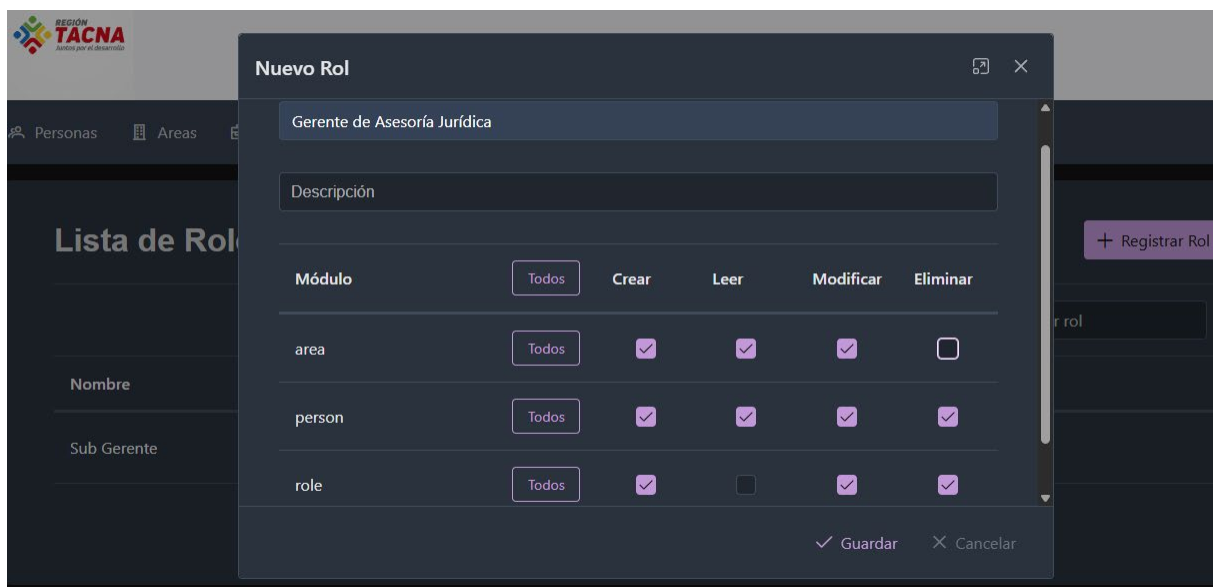 REGIÓN
TACNA
Juntos por el desarrollo
Personas
Areas
Lista de Rol
Registrar Rol
r rol
Nombre
Sub Gerente
Nuevo Rol
Gerente de Asesoría Jurídica
Descripción
Módulo Todos Crear Leer Modificar Eliminar
area Todos
person Todos
role Todos
Guardar Cancelar